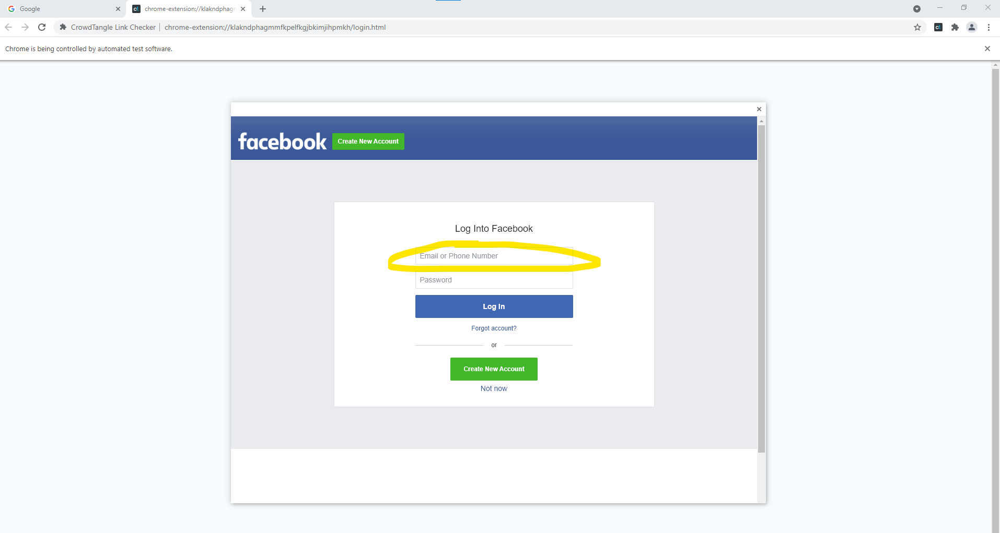 Google
chrome-extension://klakndphagm
CrowdTangle Link Checker
chrome-extension://klakndphagmmfkpelfkgjbkimjihpmkh/login.html
ct
Chrome is being controlled by automated test software.
facebook
Create New Account
Log Into Facebook
Email or Phone Number
Password
Log In
Forgot account?
or
Create New Account
Not now